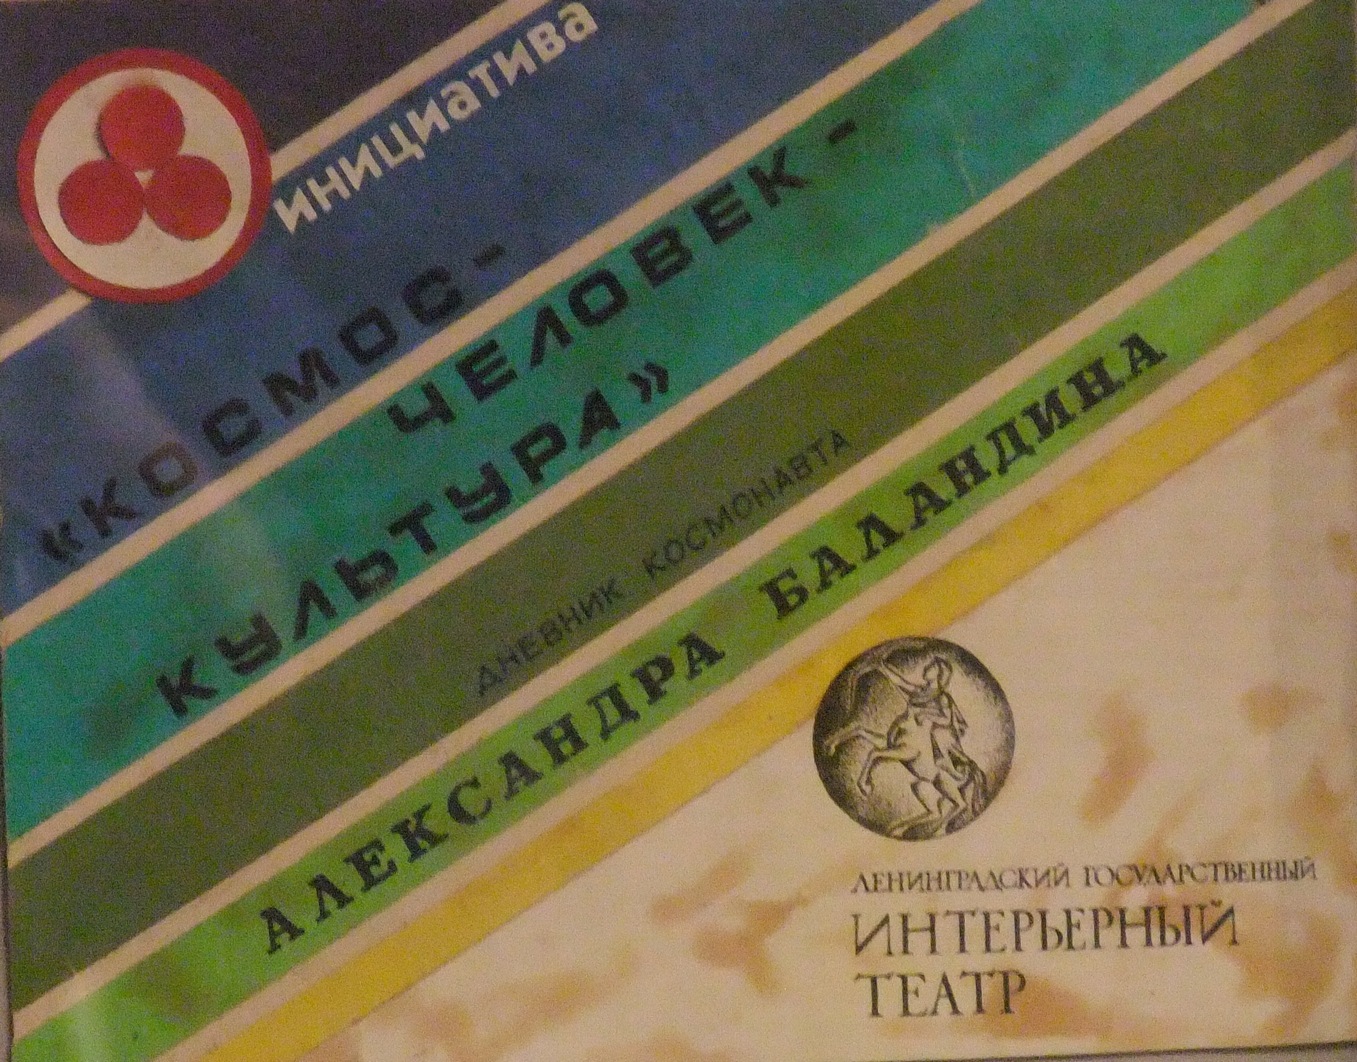 инициатива
«КОСМОС-
ЧЕЛОВЕК-
КУЛЬТУРА»
ДНЕВНИК КОСМОНАВТА
АЛЕКСАНДРА БАЛАНДИНА
ЛЕНИНГРАДСКИЙ ГОСУДАРСТВЕННЫЙ
ИНТЕРЬЕРНЫЙ
ТЕАТР